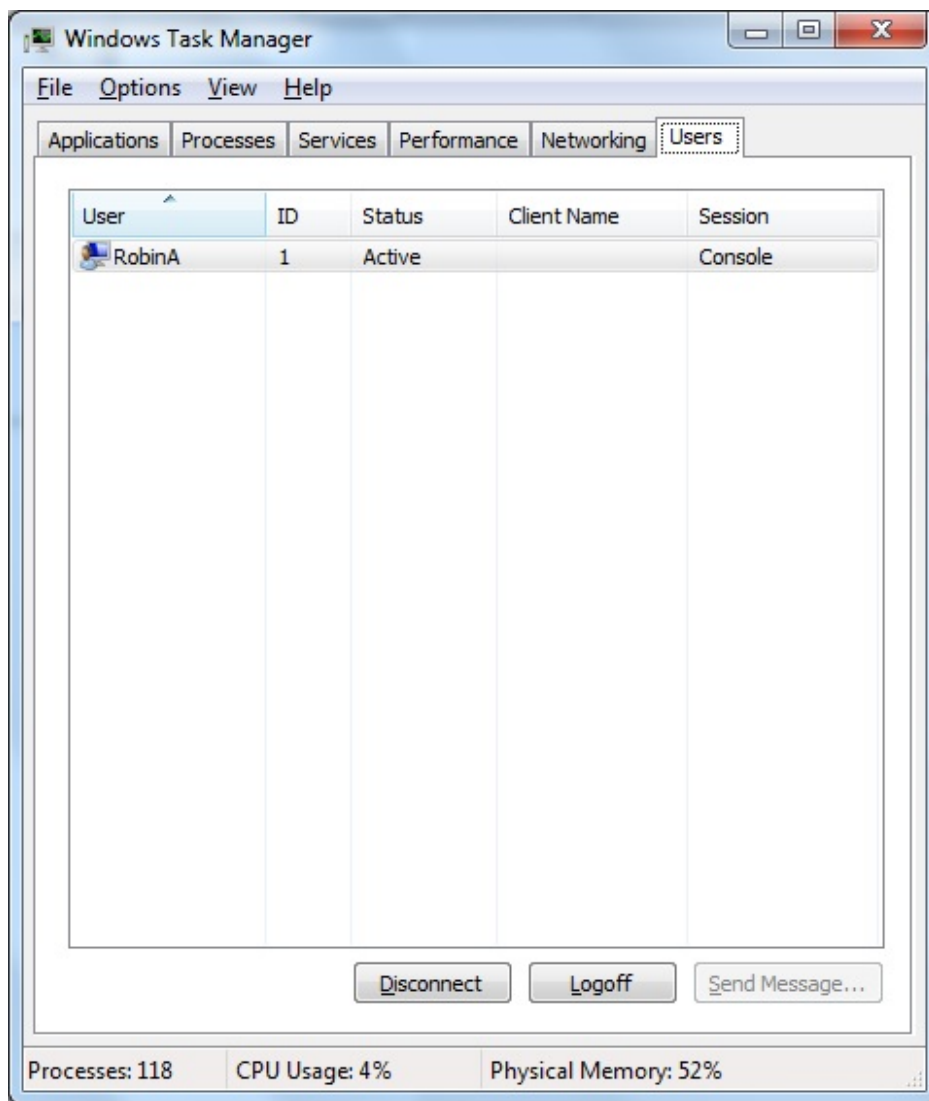 Windows Task Manager
File Options View Help
Applications Processes Services Performance Networking Users
User ID Status Client Name Session
RobinA 1 Active Console
Disconnect Logoff Send Message...
Processes: 118 CPU Usage: 4% Physical Memory: 52%